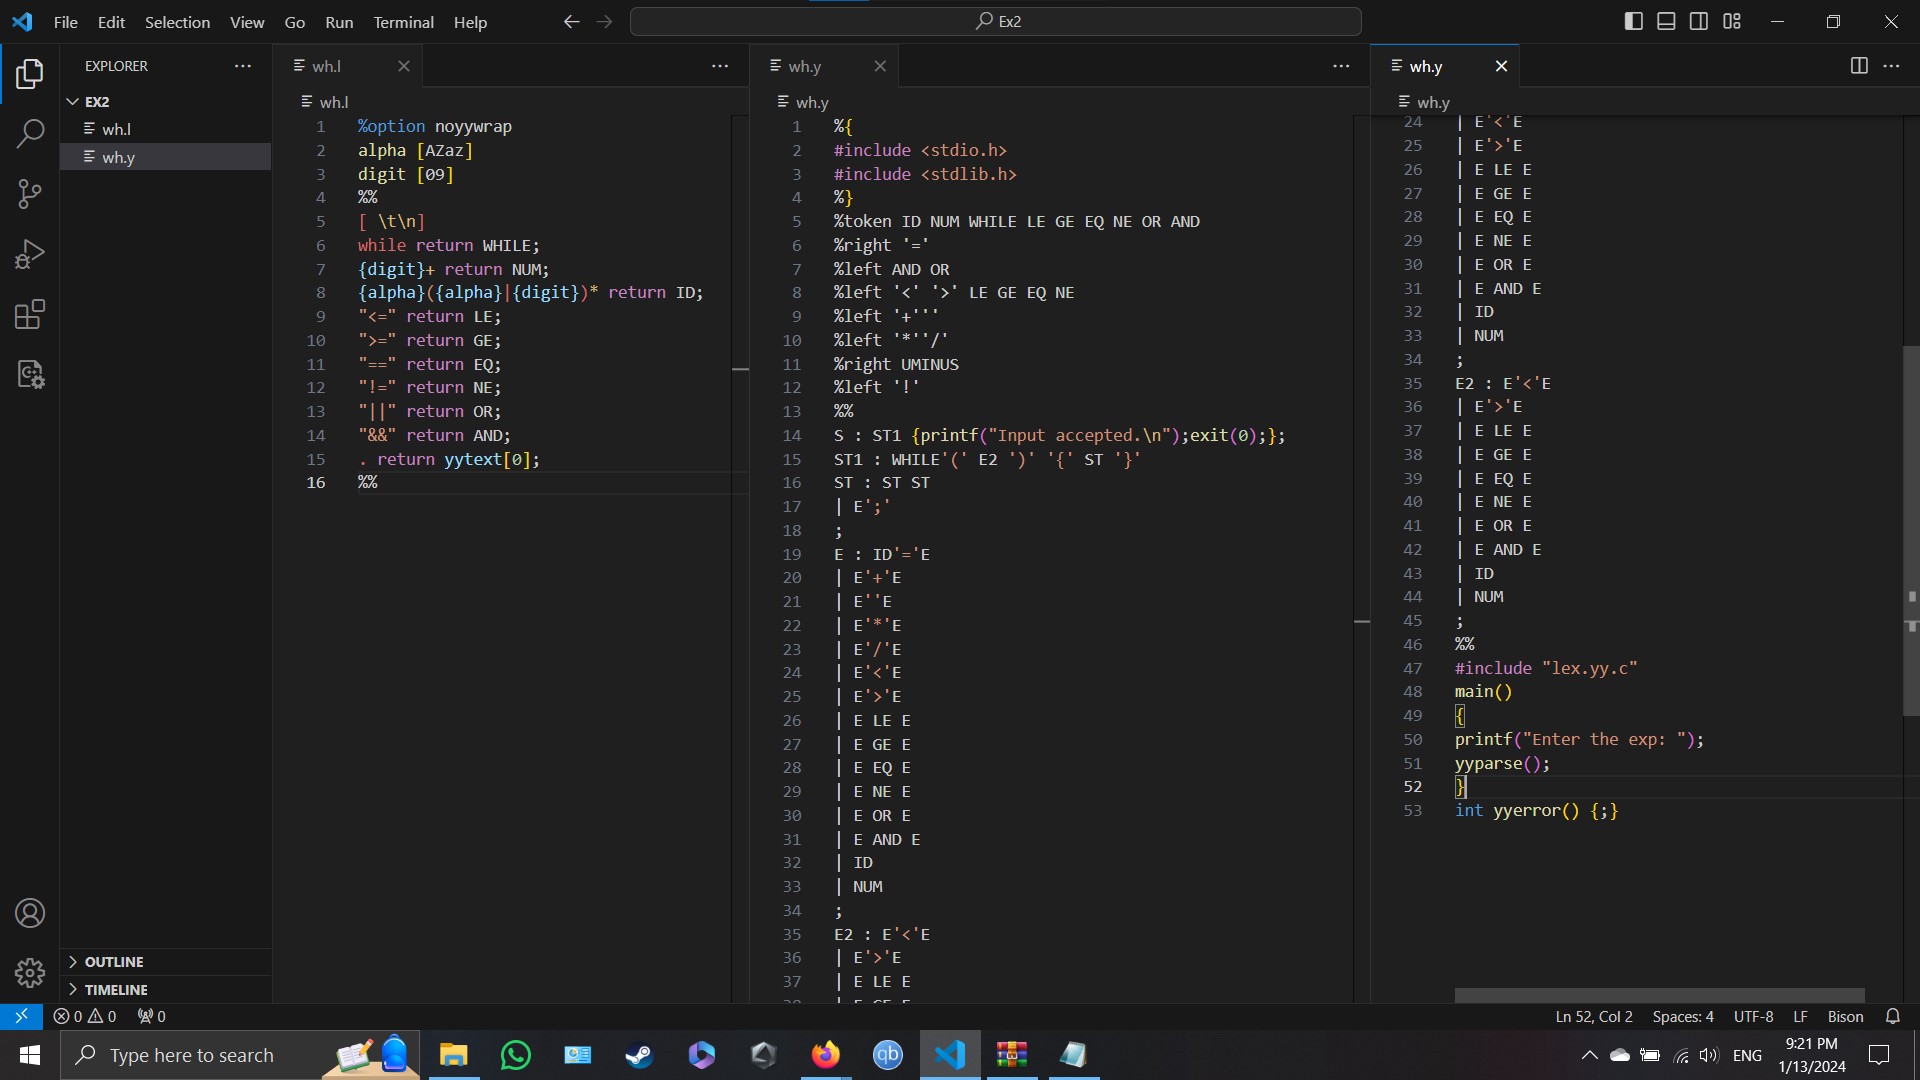 File Edit Selection View Go Run Terminal Help
Ex2
EXPLORER
EX2
wh.l
wh.y
OUTLINE
TIMELINE
wh.l
wh.l
1 %option noyywrap
2 alpha [AZaz]
3 digit [09]
4 %%
5 [ \t\n]
6 while return WHILE;
7 {digit}+ return NUM;
8 {alpha}({alpha}|{digit})* return ID;
9 "<=" return LE;
10 ">=" return GE;
11 "==" return EQ;
12 "!=" return NE;
13 "||" return OR;
14 "&&" return AND;
15 . return yytext[0];
16 %%
wh.y
wh.y
1 %{
2 #include <stdio.h>
3 #include <stdlib.h>
4 %}
5 %token ID NUM WHILE LE GE EQ NE OR AND
6 %right '='
7 %left AND OR
8 %left '<' '>' LE GE EQ NE
9 %left '+'''
10 %left '*''/'
11 %right UMINUS
12 %left '!'
13 %%
14 S : ST1 {printf("Input accepted.\n");exit(0);};
15 ST1 : WHILE'(' E2 ')' '{' ST '}'
16 ST : ST ST
17 | E';'
18 ;
19 E : ID'='E
20 | E'+'E
21 | E''E
22 | E'*'E
23 | E'/'E
24 | E'<'E
25 | E'>'E
26 | E LE E
27 | E GE E
28 | E EQ E
29 | E NE E
30 | E OR E
31 | E AND E
32 | ID
33 | NUM
34 ;
35 E2 : E'<'E
36 | E'>'E
37 | E LE E
38 | E GE E
wh.y
wh.y
24 | E'<'E
25 | E'>'E
26 | E LE E
27 | E GE E
28 | E EQ E
29 | E NE E
30 | E OR E
31 | E AND E
32 | ID
33 | NUM
34 ;
35 E2 : E'<'E
36 | E'>'E
37 | E LE E
38 | E GE E
39 | E EQ E
40 | E NE E
41 | E OR E
42 | E AND E
43 | ID
44 | NUM
45 ;
46 %%
47 #include "lex.yy.c"
48 main()
49 {
50 printf("Enter the exp: ");
51 yyparse();
52 }
53 int yyerror() {;}
0 0 0
Ln 52, Col 2 Spaces: 4 UTF-8 LF Bison
Type here to search
qb
ENG
9:21 PM
1/13/2024